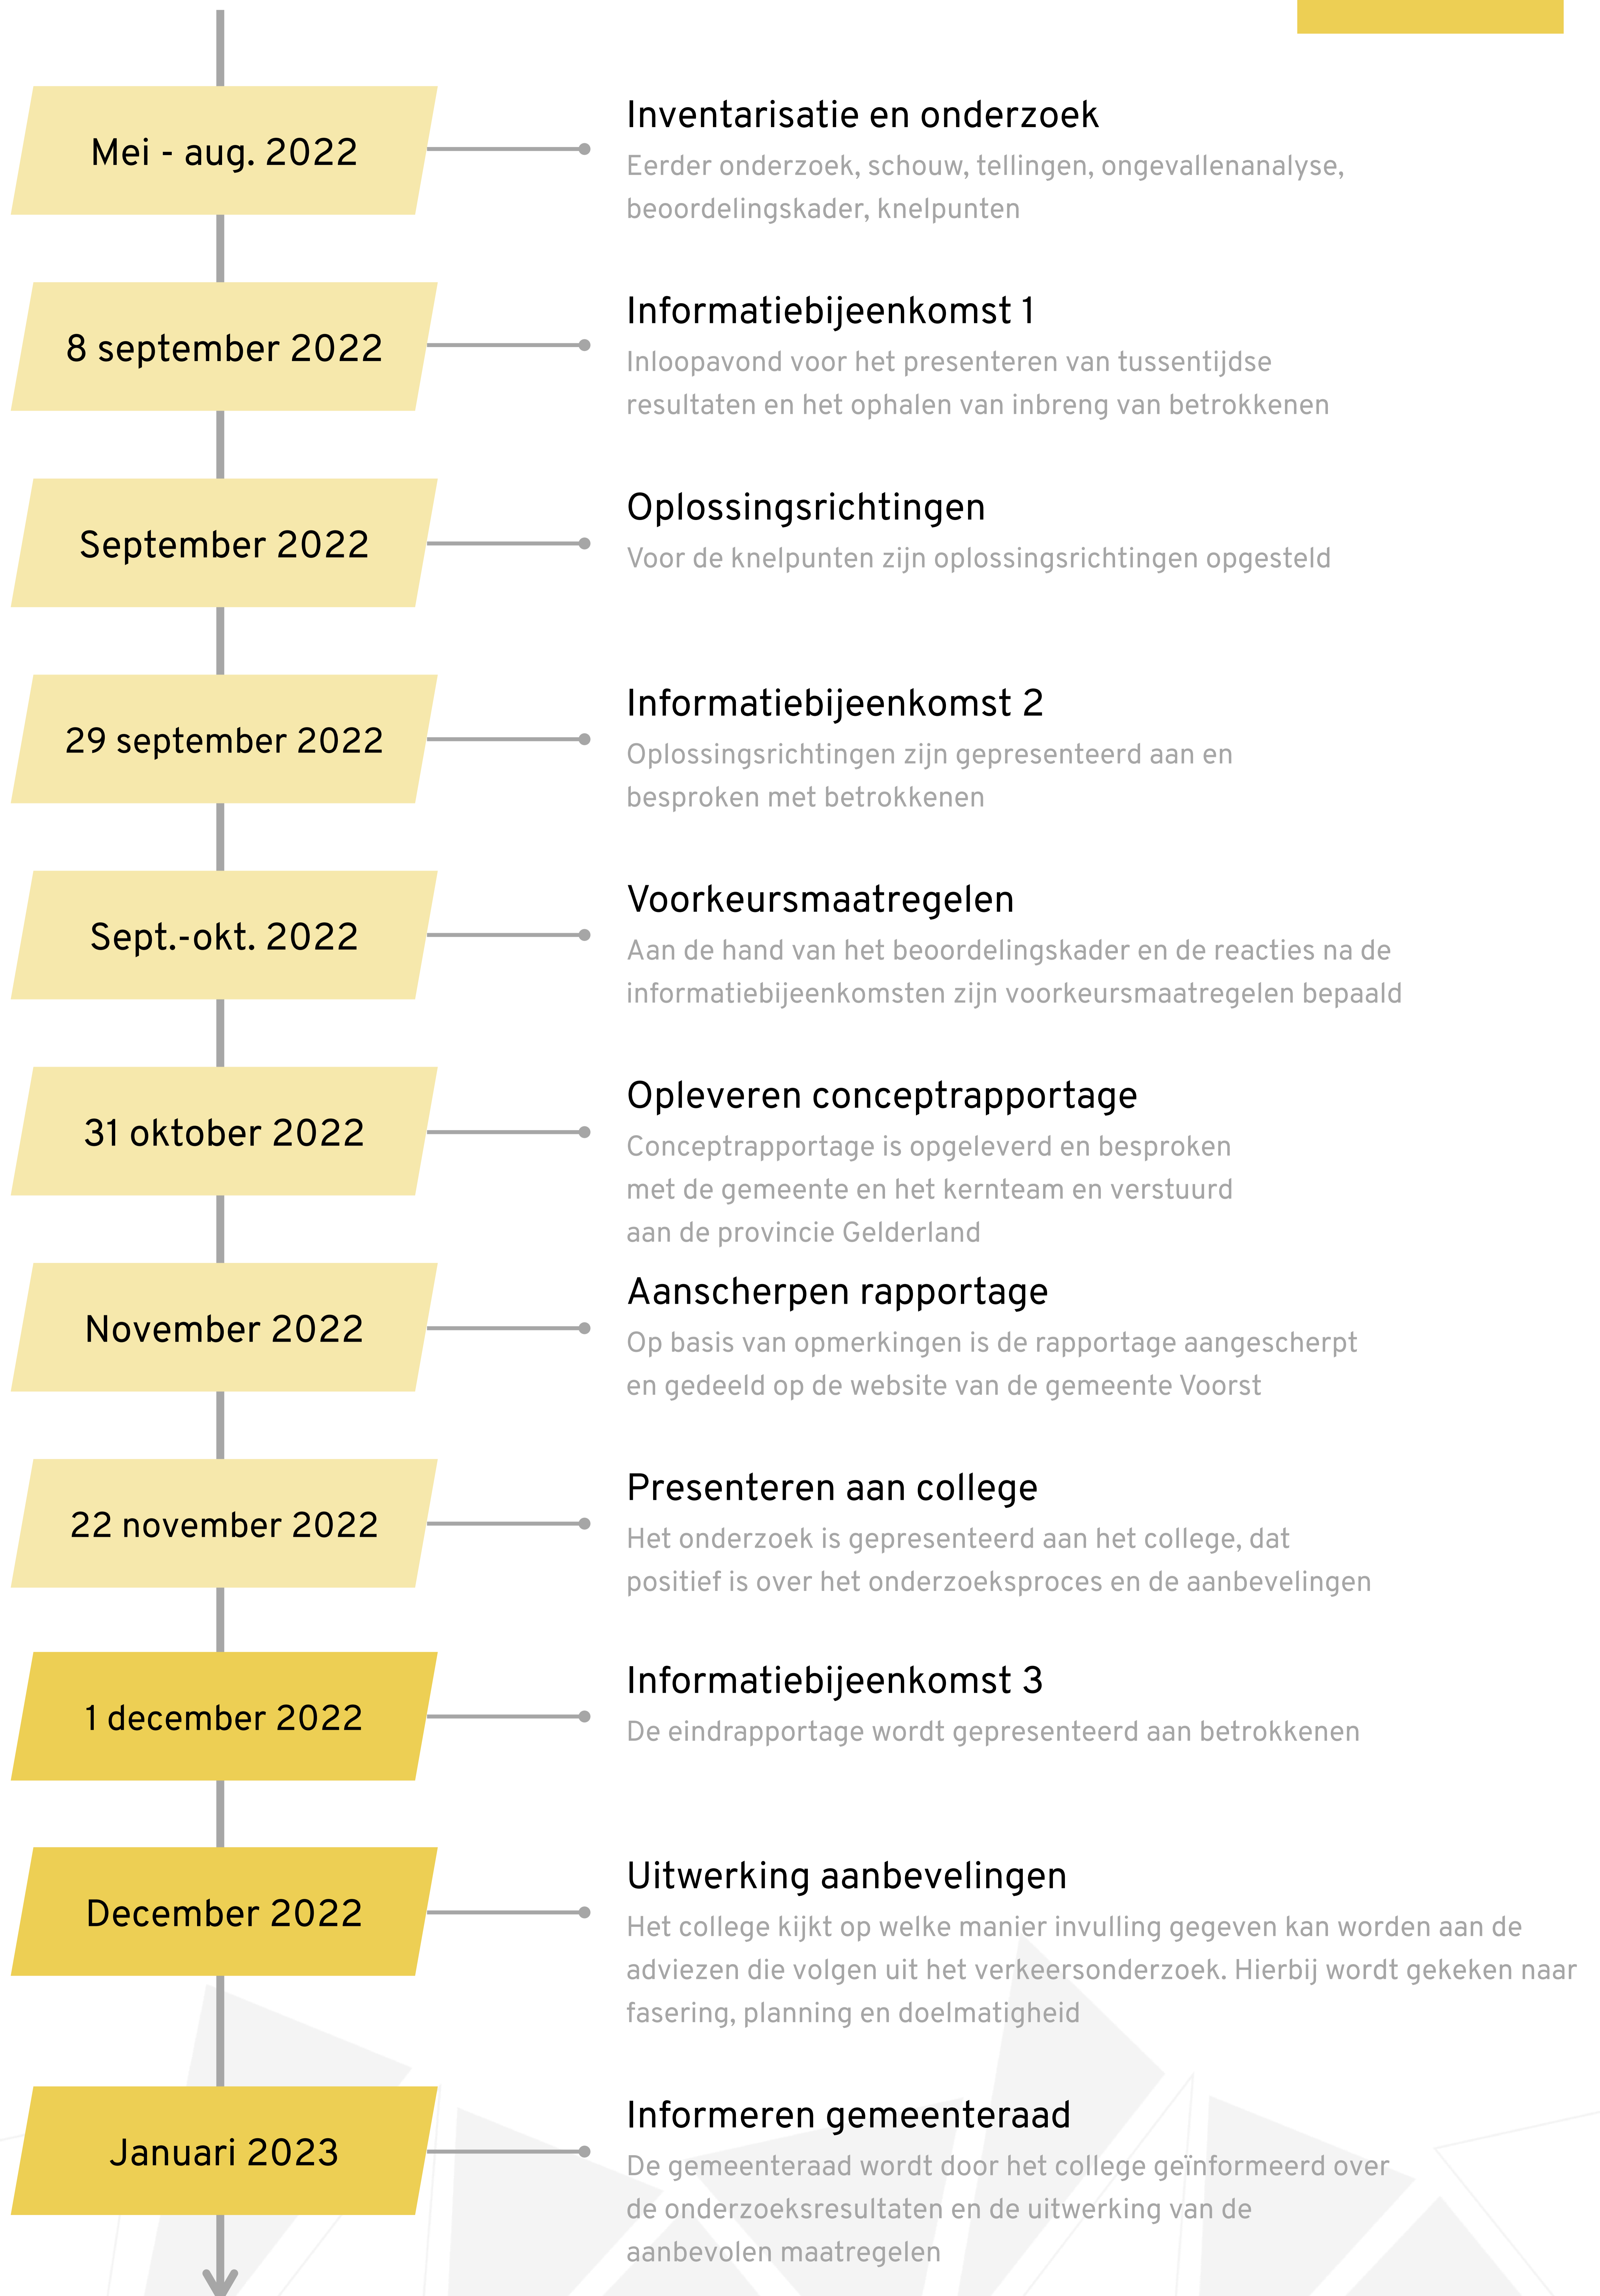 Mei - aug. 2022
Inventarisatie en onderzoek
Eerder onderzoek, schouw, tellingen, ongevallenanalyse,
beoordelingskader, knelpunten
8 september 2022
Informatiebijeenkomst 1
Inloopavond voor het presenteren van tussentijdse
resultaten en het ophalen van inbreng van betrokkenen
September 2022
Oplossingsrichtingen
Voor de knelpunten zijn oplossingsrichtingen opgesteld
29 september 2022
Informatiebijeenkomst 2
Oplossingsrichtingen zijn gepresenteerd aan en
besproken met betrokkenen
Sept.-okt. 2022
Voorkeursmaatregelen
Aan de hand van het beoordelingskader en de reacties na de
informatiebijeenkomsten zijn voorkeursmaatregelen bepaald
31 oktober 2022
Opleveren conceptrapportage
Conceptrapportage is opgeleverd en besproken
met de gemeente en het kernteam en verstuurd
aan de provincie Gelderland
November 2022
Aanscherpen rapportage
Op basis van opmerkingen is de rapportage aangescherpt
en gedeeld op de website van de gemeente Voorst
22 november 2022
Presenteren aan college
Het onderzoek is gepresenteerd aan het college, dat
positief is over het onderzoeksproces en de aanbevelingen
1 december 2022
Informatiebijeenkomst 3
De eindrapportage wordt gepresenteerd aan betrokkenen
December 2022
Uitwerking aanbevelingen
Het college kijkt op welke manier invulling gegeven kan worden aan de
adviezen die volgen uit het verkeersonderzoek. Hierbij wordt gekeken naar
fasering, planning en doelmatigheid
Januari 2023
Informeren gemeenteraad
De gemeenteraad wordt door het college geïnformeerd over
de onderzoeksresultaten en de uitwerking van de
aanbevolen maatregelen